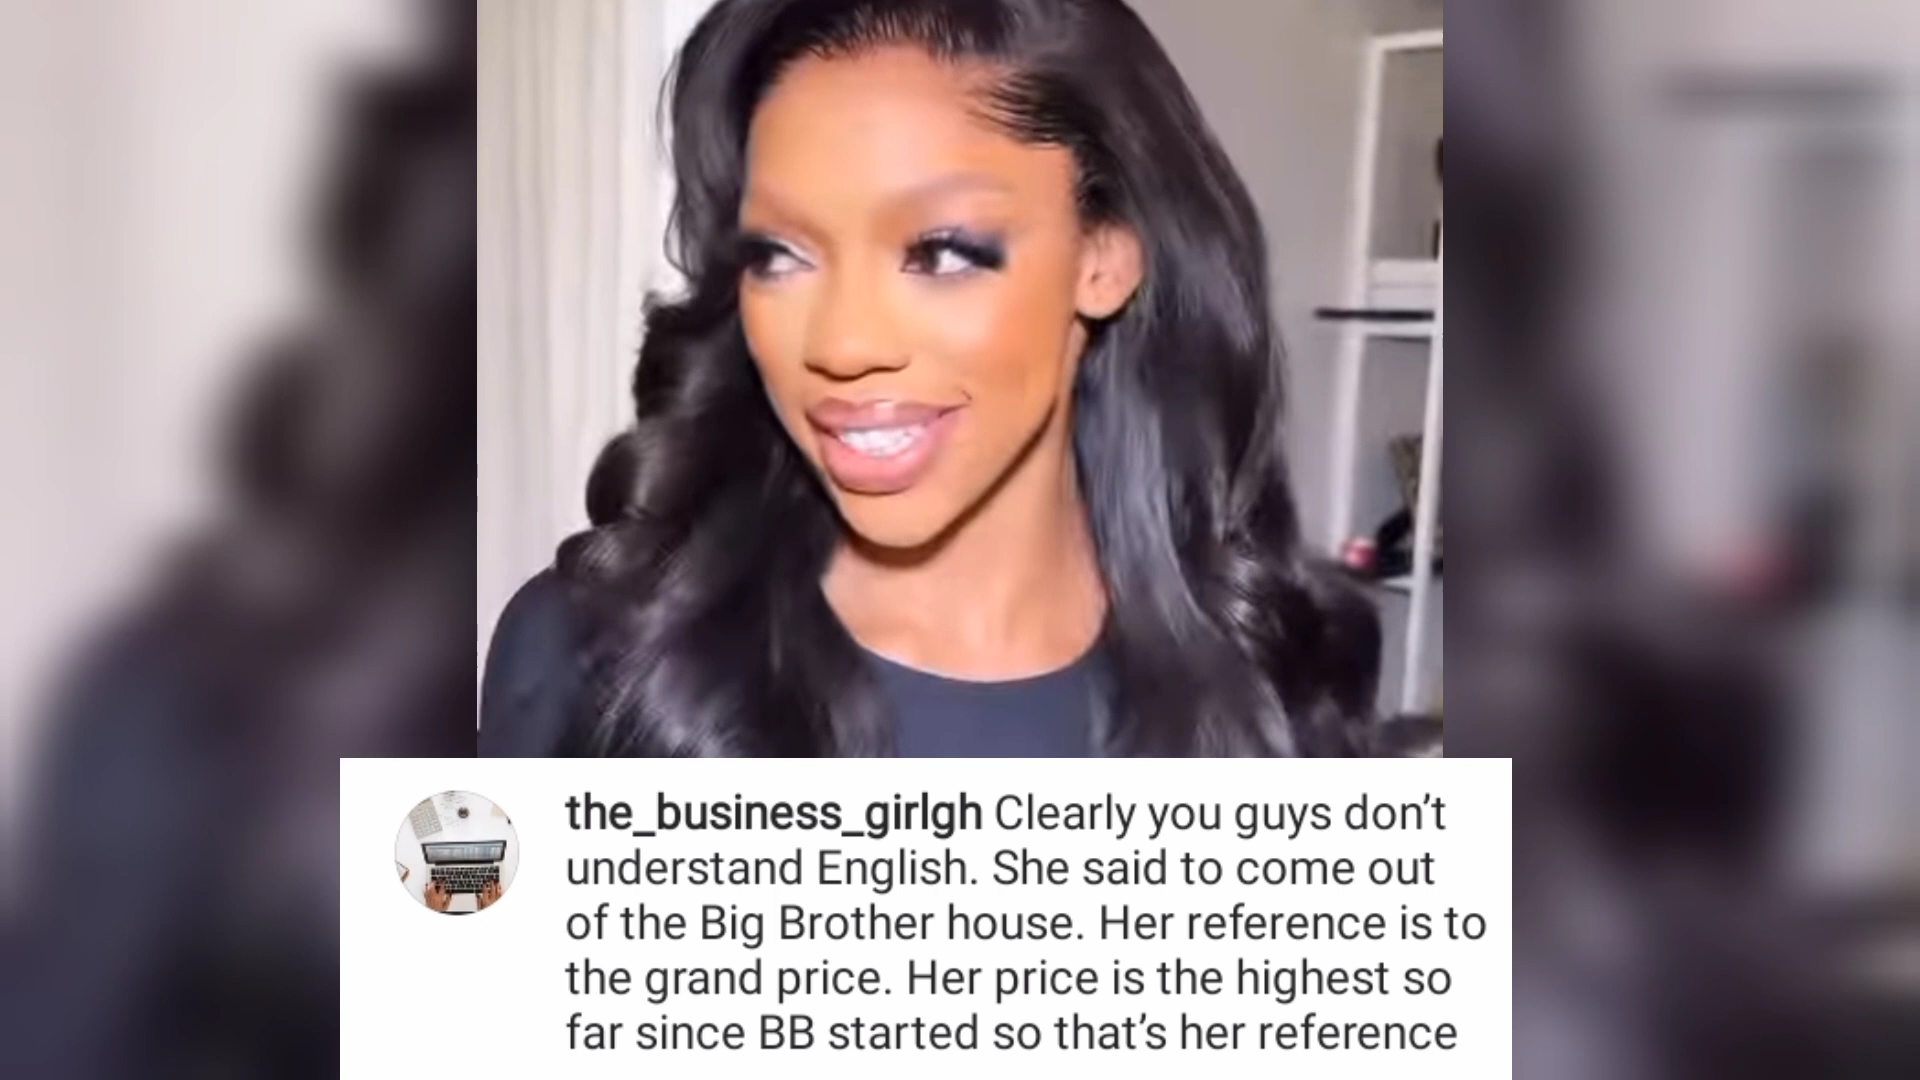 the_business_girlgh Clearly you guys don’t
understand English. She said to come out
of the Big Brother house. Her reference is to
the grand price. Her price is the highest so
far since BB started so that’s her reference